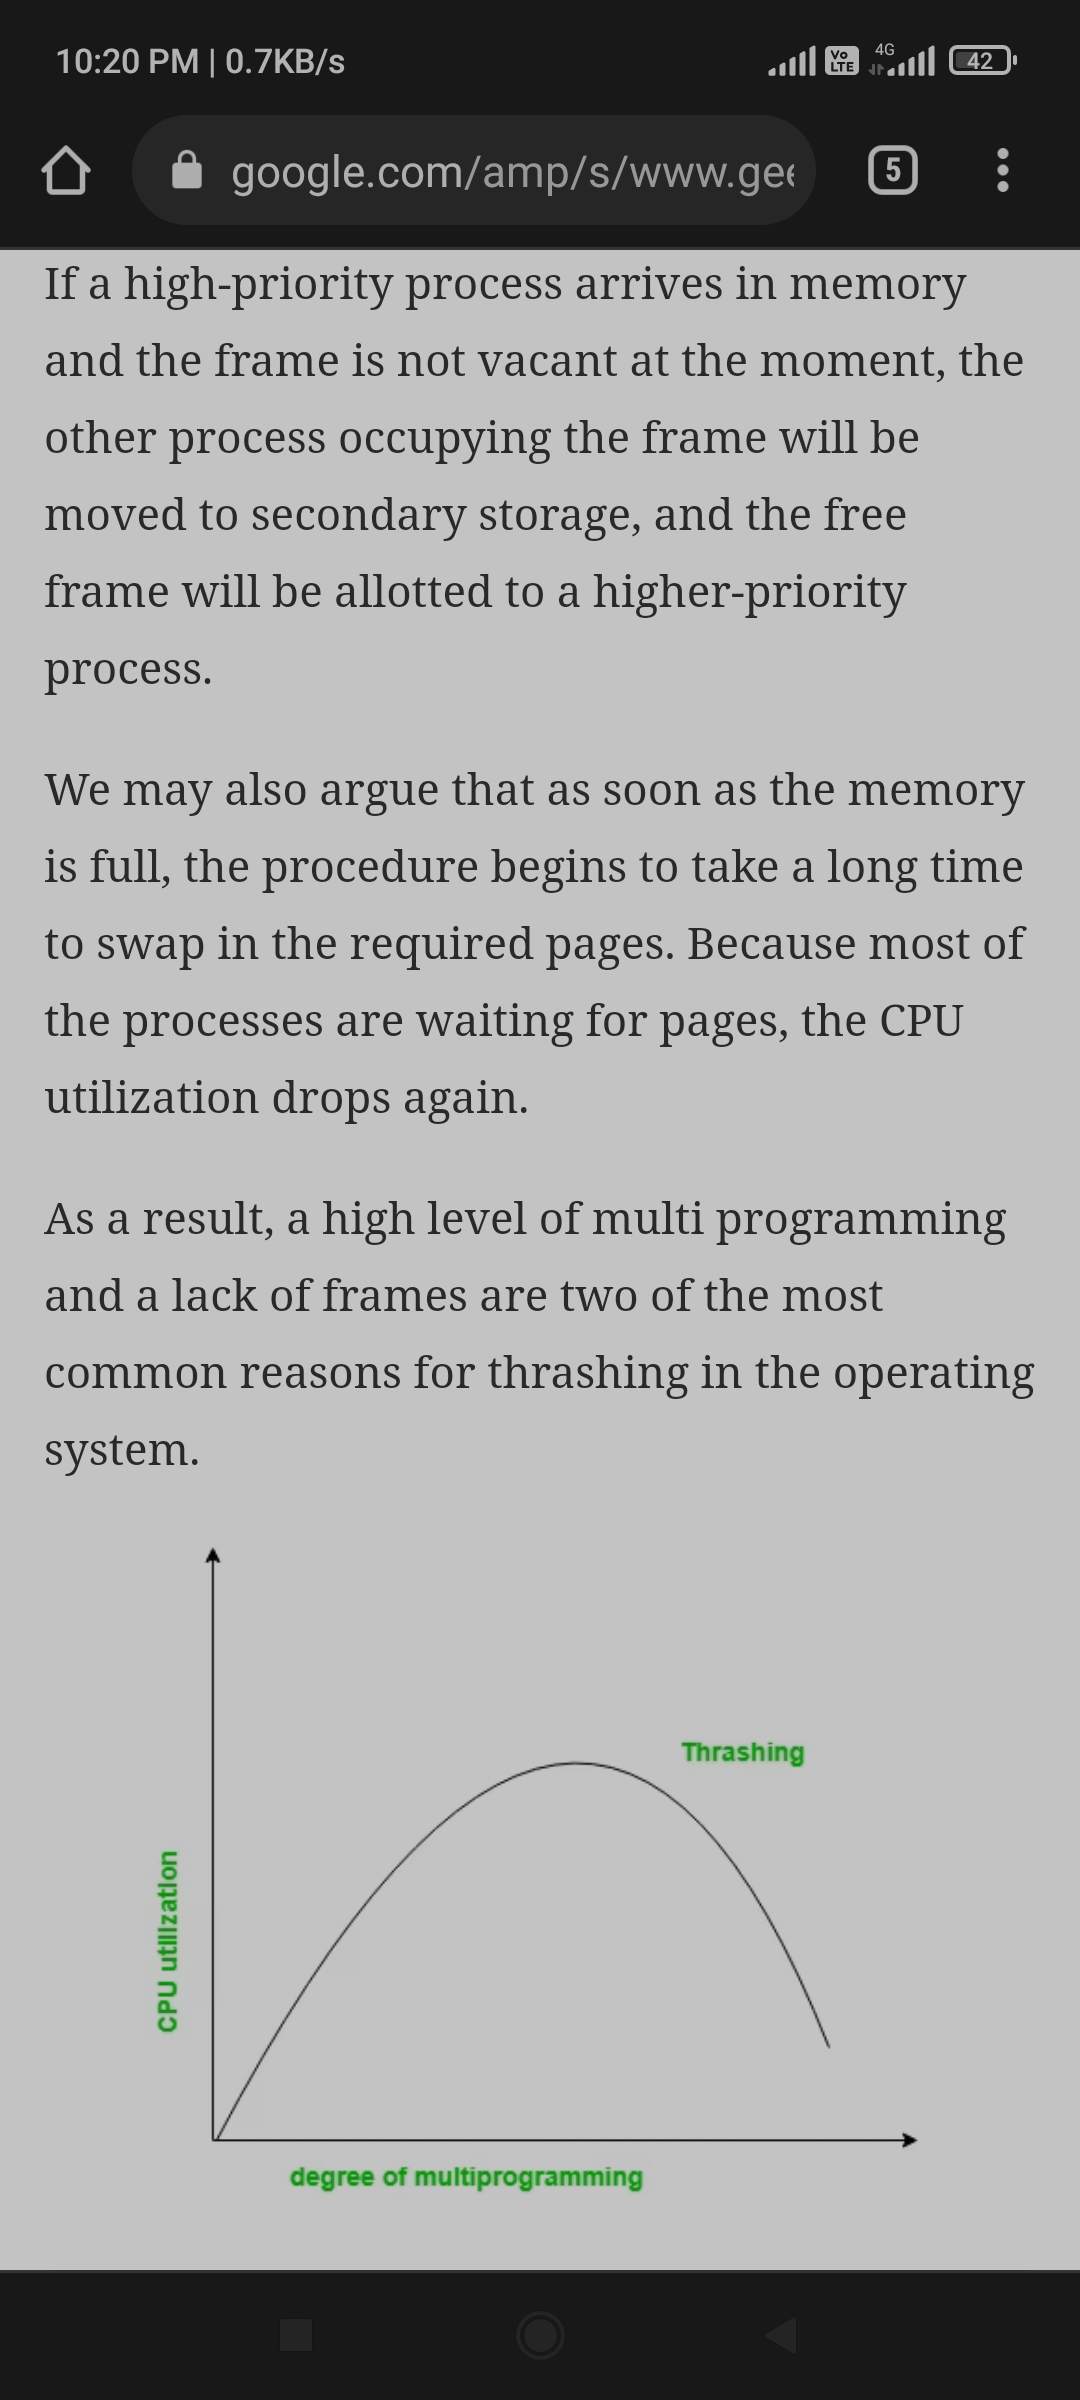 10:20 PM | 0.7KB/s
Vo
LTE
4G
42
google.com/amp/s/www.gee
5
If a high-priority process arrives in memory
and the frame is not vacant at the moment, the
other process occupying the frame will be
moved to secondary storage, and the free
frame will be allotted to a higher-priority
process.
We may also argue that as soon as the memory
is full, the procedure begins to take a long time
to swap in the required pages. Because most of
the processes are waiting for pages, the CPU
utilization drops again.
As a result, a high level of multi programming
and a lack of frames are two of the most
common reasons for thrashing in the operating
system.
Thrashing
CPU utilization
degree of multiprogramming